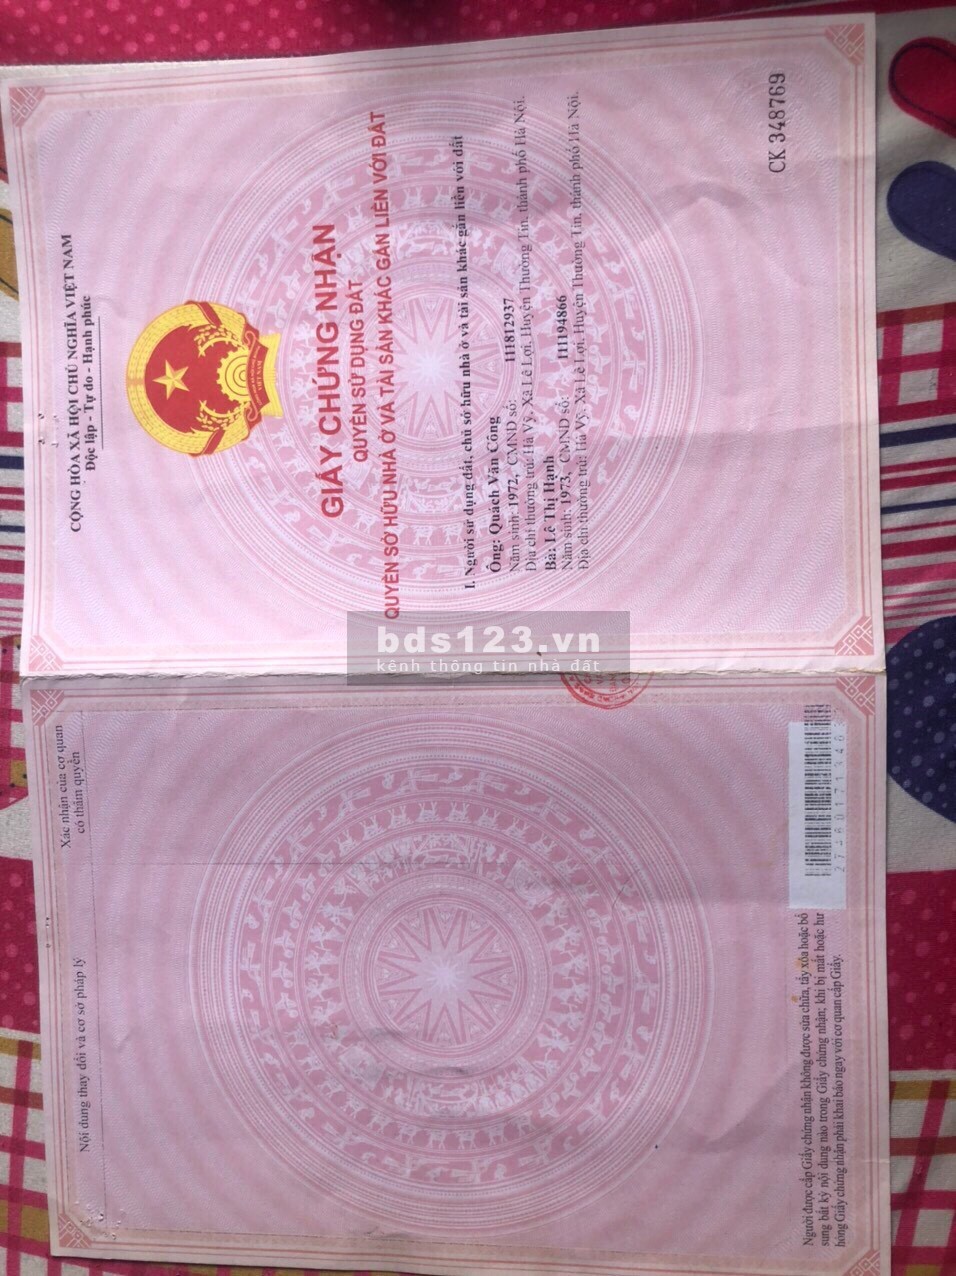 CỘNG HÒA XÃ HỘI CHỦ NGHĨA VIỆT NAM
Độc lập - Tự do - Hạnh phúc
GIẤY CHỨNG NHẬN
QUYỀN SỬ DỤNG ĐẤT
QUYỀN SỞ HỮU NHÀ Ở VÀ TÀI SẢN KHÁC GẮN LIỀN VỚI ĐẤT
I. Người sử dụng đất, chủ sở hữu nhà ở và tài sản khác gắn liền với đất
Ông: Quách Văn Công
Năm sinh: 1972, CMND số: 111812937
Địa chỉ thường trú: Hà Vỹ, Xã Lê Lợi, Huyện Thường Tín, thành phố Hà Nội.
Bà: Lê Thị Hạnh
Năm sinh: 1973, CMND số: 111194866
Địa chỉ thường trú: Hà Vỹ, Xã Lê Lợi, Huyện Thường Tín, thành phố Hà Nội.
CK 348769
bds123.vn
kênh thông tin nhà đất
Nội dung thay đổi và cơ sở pháp lý
Xác nhận của cơ quan
có thẩm quyền
Người được cấp Giấy chứng nhận không được sửa chữa, tẩy xóa hoặc bổ
sung bất kỳ nội dung nào trong Giấy chứng nhận; khi bị mất hoặc hư
hỏng Giấy chứng nhận phải khai báo ngay với cơ quan cấp Giấy.